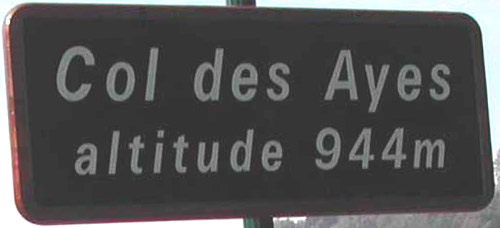 Col des Ayes
altitude 944m